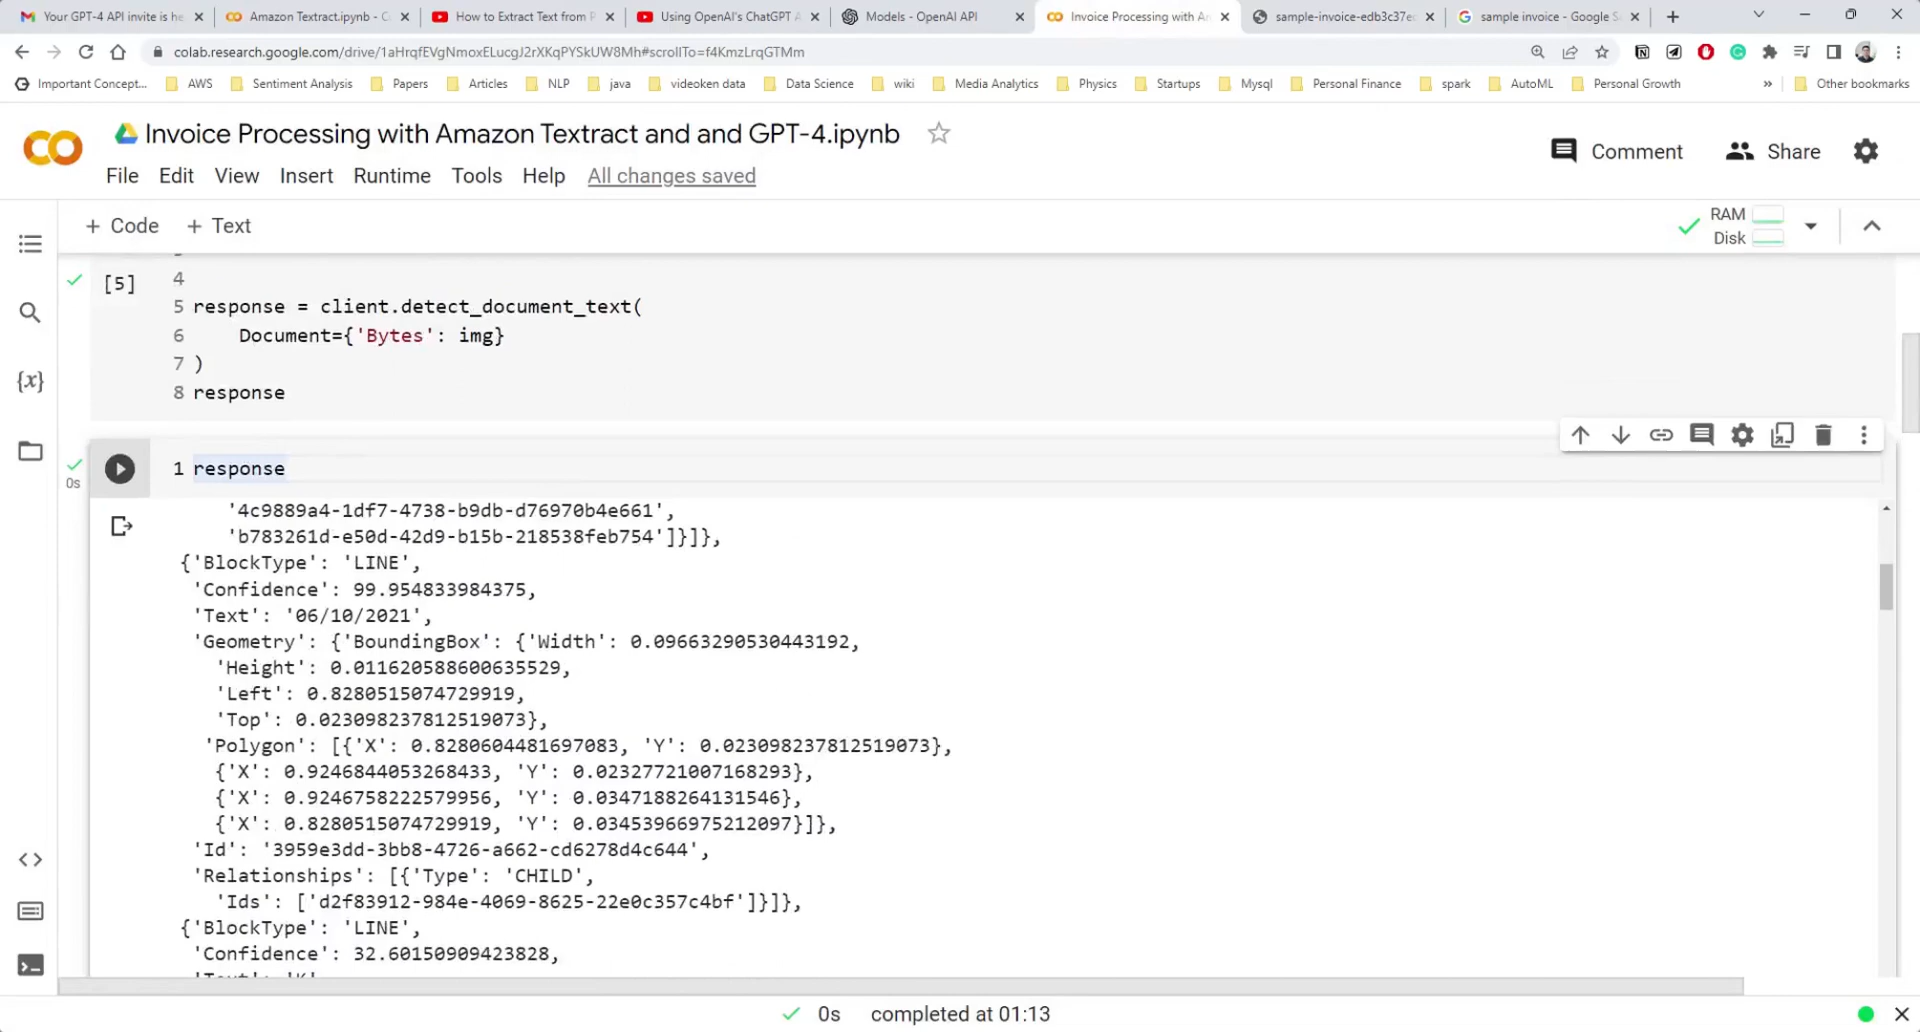 Your GPT-4 API invite is he
Amazon Textract.ipynb - C
How to Extract Text from P
Using OpenAI's ChatGPT A
Models - OpenAI API
Invoice Processing with Am
sample-invoice-edb3c37ec
sample invoice - Google Se
colab.research.google.com/drive/1aHrqfEVgNmoxELucgJ2rXKqPYSkUW8Mh#scrollTo=f4KmzLrqGTMm
Important Concept...
AWS
Sentiment Analysis
Papers
Articles
NLP
java
videoken data
Data Science
wiki
Media Analytics
Physics
Startups
Mysql
Personal Finance
spark
AutoML
Personal Growth
»
Other bookmarks
Invoice Processing with Amazon Textract and and GPT-4.ipynb
Comment
Share
File Edit View Insert Runtime Tools Help All changes saved
+ Code + Text
RAM
Disk
[5]
4
5 response = client.detect_document_text(
6 Document={'Bytes': img}
7 )
8 response
0s
1 response
'4c9889a4-1df7-4738-b9db-d76970b4e661',
'b783261d-e50d-42d9-b15b-218538feb754']}]},
{'BlockType': 'LINE',
'Confidence': 99.954833984375,
'Text': '06/10/2021',
'Geometry': {'BoundingBox': {'Width': 0.09663290530443192,
'Height': 0.011620588600635529,
'Left': 0.8280515074729919,
'Top': 0.023098237812519073},
'Polygon': [{'X': 0.8280604481697083, 'Y': 0.023098237812519073},
{'X': 0.9246844053268433, 'Y': 0.02327721007168293},
{'X': 0.9246758222579956, 'Y': 0.0347188264131546},
{'X': 0.8280515074729919, 'Y': 0.03453966975212097}]},
'Id': '3959e3dd-3bb8-4726-a662-cd6278d4c644',
'Relationships': [{'Type': 'CHILD',
'Ids': ['d2f83912-984e-4069-8625-22e0c357c4bf']}]},
{'BlockType': 'LINE',
'Confidence': 32.60150909423828,
0s completed at 01:13